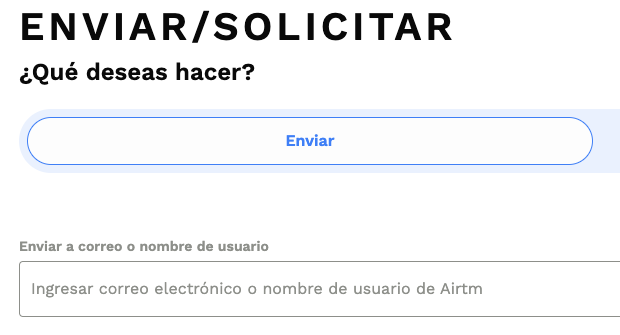 ENVIAR/SOLICITAR
¿Qué deseas hacer?
Enviar
Enviar a correo o nombre de usuario
Ingresar correo electrónico o nombre de usuario de Airtm